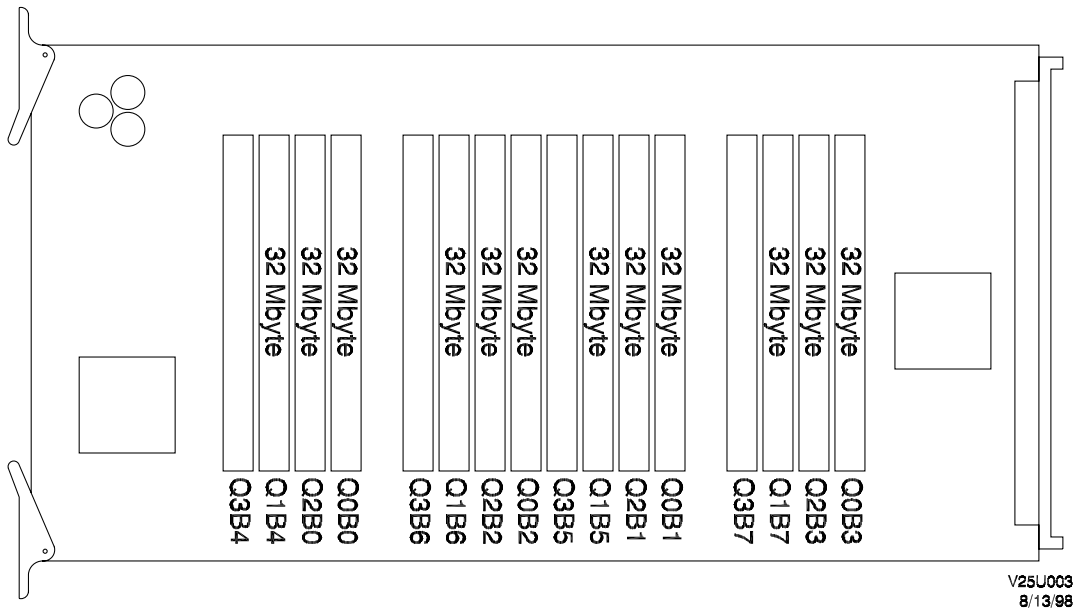 32 Mbyte
32 Mbyte
32 Mbyte
32 Mbyte
32 Mbyte
32 Mbyte
32 Mbyte
32 Mbyte
32 Mbyte
32 Mbyte
32 Mbyte
32 Mbyte
Q3B4
Q1B4
Q2B0
Q0B0
Q3B6
Q1B6
Q2B2
Q0B2
Q3B5
Q1B5
Q2B1
Q0B1
Q3B7
Q1B7
Q2B3
Q0B3
V25U003
8/13/98